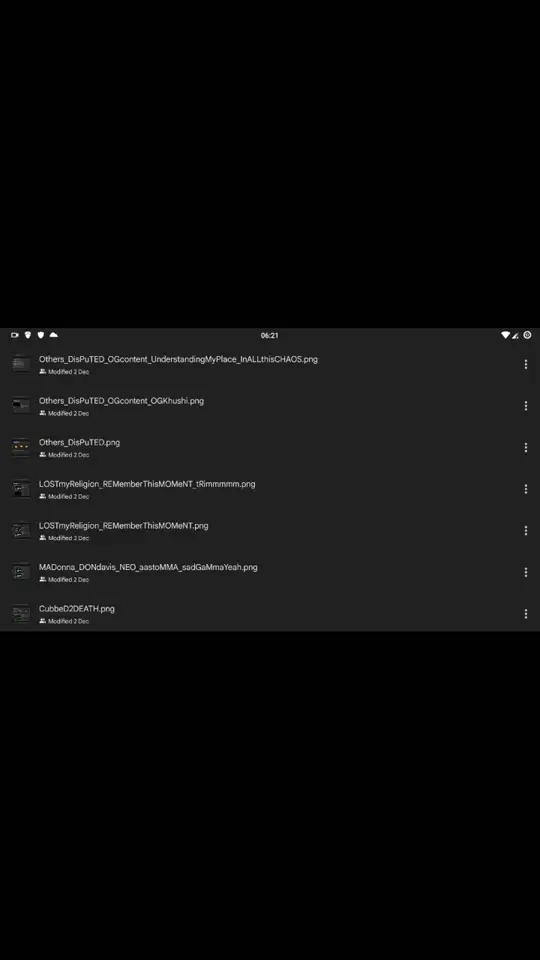 06:21
Others_DisPuTED_OGcontent_UnderstandingMyPlace_InALLthisCHAOS.png
Modified 2 Dec
Others_DisPuTED_OGcontent_OGKhushi.png
Modified 2 Dec
Others_DisPuTED.png
Modified 2 Dec
LOSTmyReligion_REMemberThisMOMeNT_tRimmmmm.png
Modified 2 Dec
LOSTmyReligion_REMemberThisMOMeNT.png
Modified 2 Dec
MADonna_DONdavis_NEO_aastoMMA_sadGaMmaYeah.png
Modified 2 Dec
CubbeD2DEATH.png
Modified 2 Dec